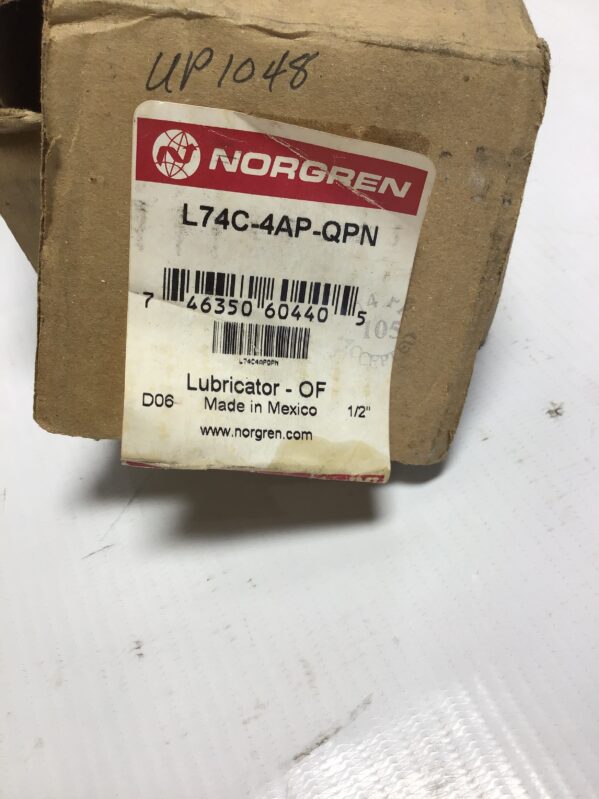 UP1048
NORGREN
L74C-4AP-QPN
7 46350 60440 5
L74C4APQPN
Lubricator - OF
D06 Made in Mexico 1/2"
www.norgren.com
105